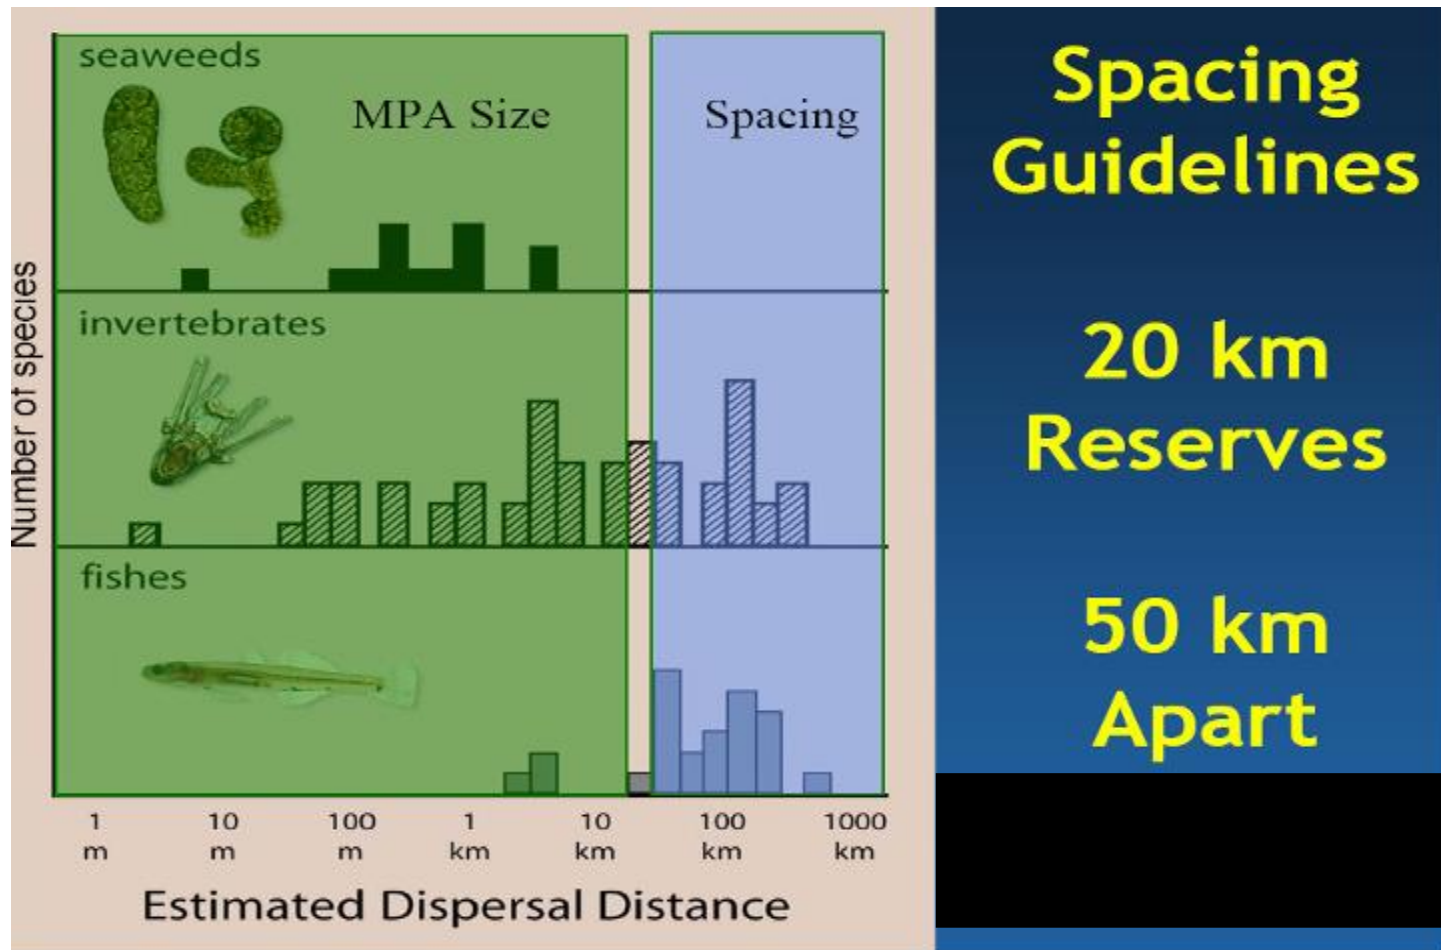 seaweeds
MPA Size
Spacing
invertebrates
fishes
Number of species
1 10 100 1 10 100 1000
m m m km km km km
Estimated Dispersal Distance
Spacing
Guidelines
20 km
Reserves
50 km
Apart